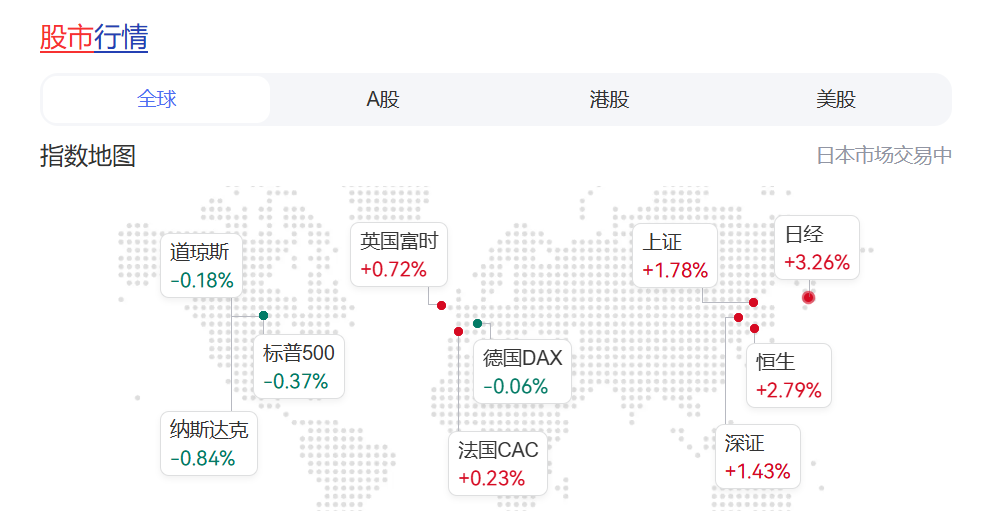 股市行情
全球 A股 港股 美股
指数地图 日本市场交易中
道琼斯
-0.18%
英国富时
+0.72%
上证
+1.78%
日经
+3.26%
标普500
-0.37%
德国DAX
-0.06%
恒生
+2.79%
纳斯达克
-0.84%
法国CAC
+0.23%
深证
+1.43%